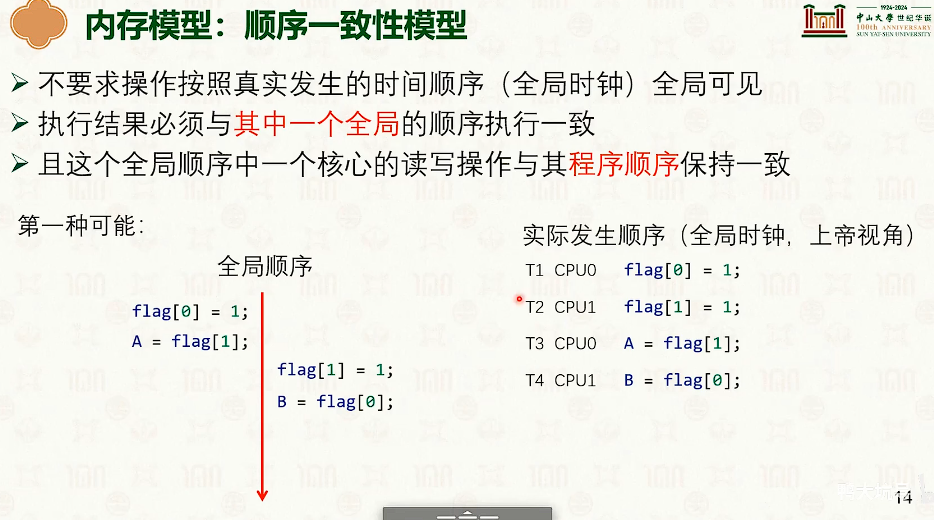 内存模型：顺序一致性模型
1924-2024
中山大學 世纪华诞
100th ANNIVERSARY
SUN YAT-SEN UNIVERSITY
不要求操作按照真实发生的时间顺序（全局时钟）全局可见
执行结果必须与其中一个全局的顺序执行一致
且这个全局顺序中一个核心的读写操作与其程序顺序保持一致
第一种可能：
全局顺序
flag[0] = 1;
A = flag[1];
flag[1] = 1;
B = flag[0];
实际发生顺序（全局时钟，上帝视角）
T1 CPU0 flag[0] = 1;
T2 CPU1 flag[1] = 1;
T3 CPU0 A = flag[1];
T4 CPU1 B = flag[0];
14